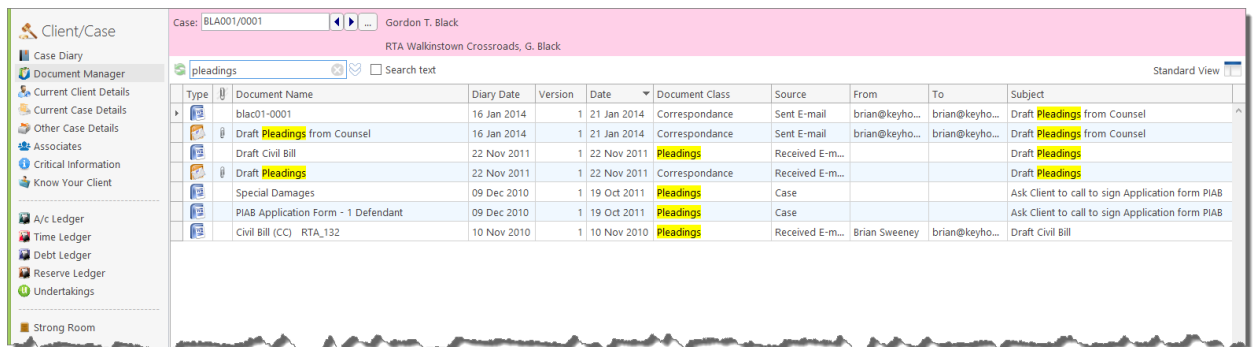 Client/Case
Case Diary
Document Manager
Current Client Details
Current Case Details
Other Case Details
Associates
Critical Information
Know Your Client
A/c Ledger
Time Ledger
Debt Ledger
Reserve Ledger
Undertakings
Strong Room
Case: BLA001/0001 ... Gordon T. Black
RTA Walkinstown Crossroads, G. Black
pleadings Search text Standard View
Type Document Name Diary Date Version Date Document Class Source From To Subject
blac01-0001 16 Jan 2014 1 21 Jan 2014 Correspondance Sent E-mail brian@keyho... brian@keyho... Draft Pleadings from Counsel
Draft Pleadings from Counsel 16 Jan 2014 1 21 Jan 2014 Correspondance Sent E-mail brian@keyho... brian@keyho... Draft Pleadings from Counsel
Draft Civil Bill 22 Nov 2011 1 22 Nov 2011 Pleadings Received E-m... Draft Pleadings
Draft Pleadings 22 Nov 2011 1 22 Nov 2011 Correspondance Received E-m... Draft Pleadings
Special Damages 09 Dec 2010 1 19 Oct 2011 Pleadings Case Ask Client to call to sign Application form PIAB
PIAB Application Form - 1 Defendant 09 Dec 2010 1 19 Oct 2011 Pleadings Case Ask Client to call to sign Application form PIAB
Civil Bill (CC) RTA_132 10 Nov 2010 1 10 Nov 2010 Pleadings Received E-m... Brian Sweeney brian@keyho... Draft Civil Bill